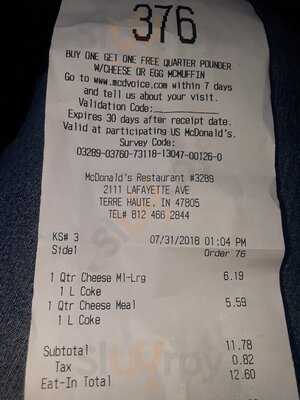 376
BUY ONE GET ONE FREE QUARTER POUNDER
W/CHEESE OR EGG MCMUFFIN
Go to www.mcdvoice.com within 7 days
and tell us about your visit.
Validation Code:
Expires 30 days after receipt date.
Valid at participating US McDonald's.
Survey Code:
03289-03760-73118-13047-00126-0
McDonald's Restaurant #3289
2111 LAFAYETTE AVE
TERRE HAUTE, IN 47805
TEL# 812 466 2844
KS# 3 07/31/2018 01:04 PM
Side1 Order 76
1 Qtr Cheese Ml-Lrg 6.19
1 L Coke
1 Qtr Cheese Meal 5.59
1 L Coke
Subtotal 11.78
Tax 0.82
Eat-In Total 12.60